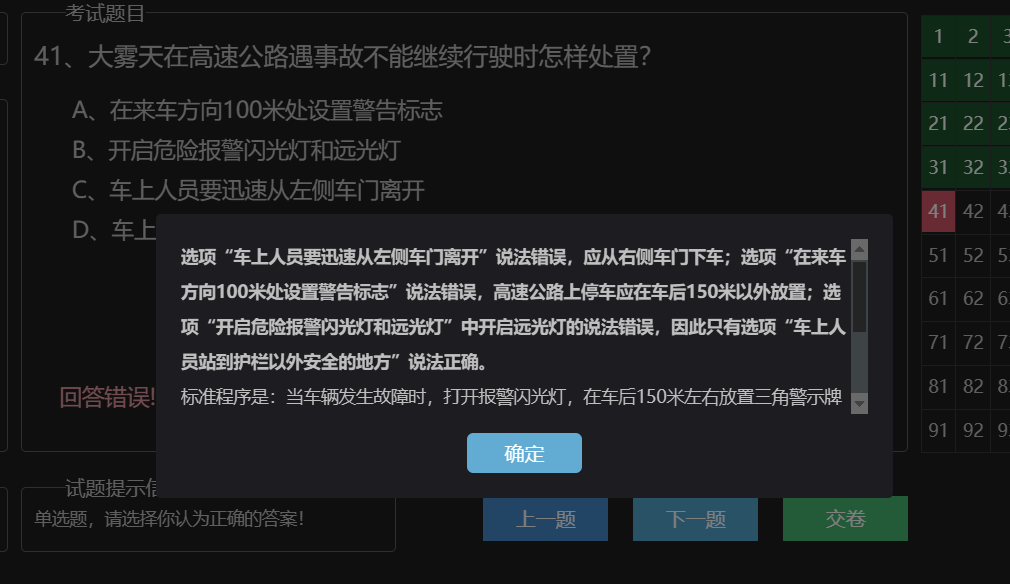 考试题目
41、大雾天在高速公路遇事故不能继续行驶时怎样处置?
A、在来车方向100米处设置警告标志
B、开启危险报警闪光灯和远光灯
C、车上人员要迅速从左侧车门离开
D、车上
选项“车上人员要迅速从左侧车门离开”说法错误，应从右侧车门下车；选项“在来车
方向100米处设置警告标志”说法错误，高速公路上停车应在车后150米以外放置；选
项“开启危险报警闪光灯和远光灯”中开启远光灯的说法错误，因此只有选项“车上人
员站到护栏以外安全的地方”说法正确。
标准程序是：当车辆发生故障时，打开报警闪光灯，在车后150米左右放置三角警示牌
确定
回答错误!
试题提示信
单选题，请选择你认为正确的答案!
上一题
下一题
交卷
1 2 3
11 12 1
21 22 2
31 32 3
41 42 4
51 52 5
61 62 6
71 72 7
81 82 8
91 92 9